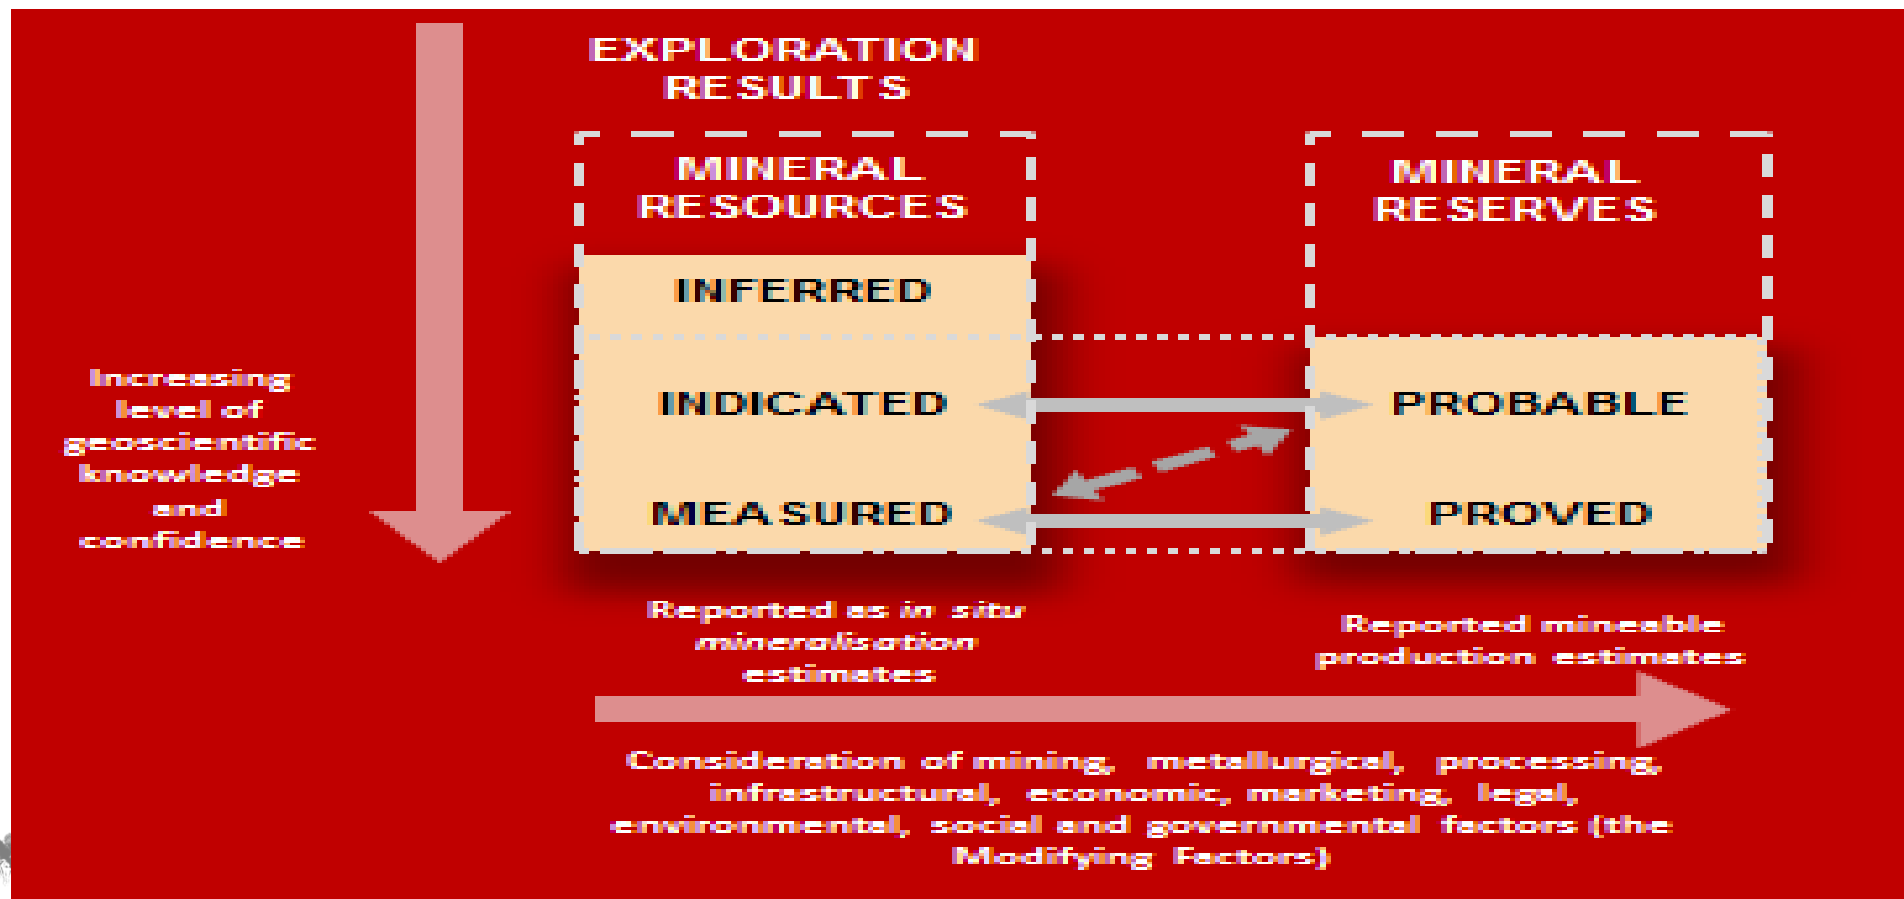 EXPLORATION
RESULTS
MINERAL
RESOURCES
MINERAL
RESERVES
INFERRED
INDICATED
PROBABLE
MEASURED
PROVED
Increasing
level of
geoscientific
knowledge
and
confidence
Reported as in situ
mineralisation
estimates
Reported mineable
production estimates
Consideration of mining, metallurgical, processing,
infrastructural, economic, marketing, legal,
environmental, social and governmental factors (the
Modifying Factors)